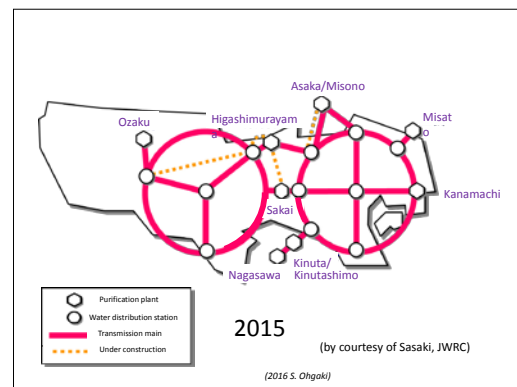 Asaka/Misono
Ozaku
Higashimurayam
Misat
o
Kanamachi
Sakai
Kinuta/
Nagasawa
Kinutashimo
Purification plant
Water distribution station
Transmission main
Under construction
2015
(by courtesy of Sasaki, JWRC)
(2016 S. Ohgaki)